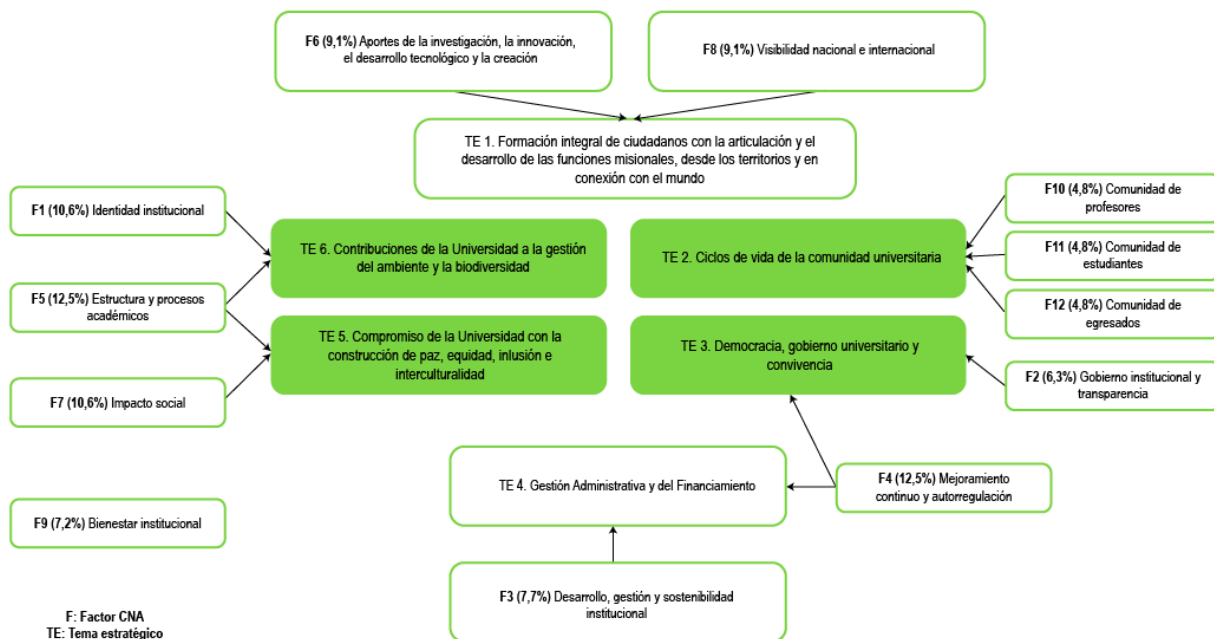 F6 (9,1%) Aportes de la investigación, la innovación,
el desarrollo tecnológico y la creación
F8 (9,1%) Visibilidad nacional e internacional
TE 1. Formación integral de ciudadanos con la articulación y el
desarrollo de las funciones misionales, desde los territorios y en
conexión con el mundo
F1 (10,6%) Identidad institucional
F10 (4,8%) Comunidad de
profesores
TE 6. Contribuciones de la Universidad a la gestión
del ambiente y la biodiversidad
TE 2. Ciclos de vida de la comunidad universitaria
F11 (4,8%) Comunidad de
estudiantes
F5 (12,5%) Estructura y procesos
académicos
F12 (4,8%) Comunidad de
egresados
TE 5. Compromiso de la Universidad con la
construcción de paz, equidad, inlusión e
interculturalidad
TE 3. Democracia, gobierno universitario y
convivencia
F2 (6,3%) Gobierno institucional y
transparencia
F7 (10,6%) Impacto social
TE 4. Gestión Administrativa y del Financiamiento
F4 (12,5%) Mejoramiento
continuo y autorregulación
F9 (7,2%) Bienestar institucional
F3 (7,7%) Desarrollo, gestión y sostenibilidad
institucional
F: Factor CNA
TE: Tema estratégico